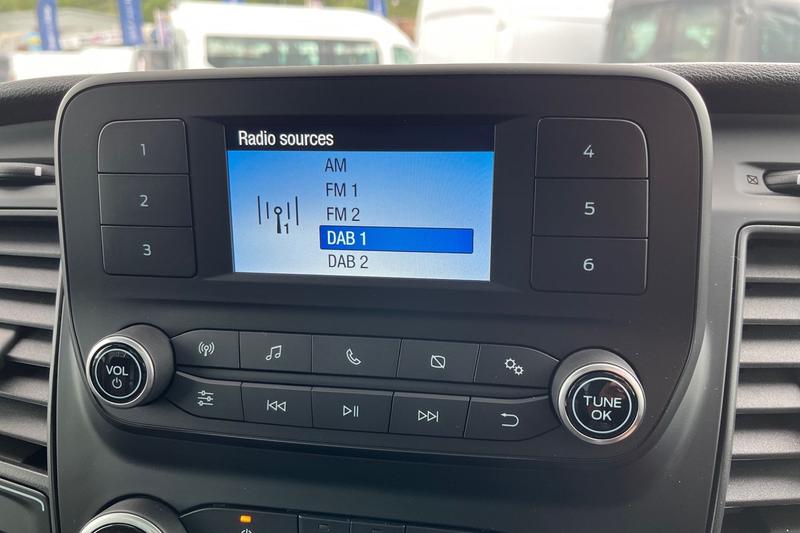 Radio sources
AM
FM 1
FM 2
DAB 1
DAB 2
1
1
2
3
4
5
6
VOL
TUNE
OK